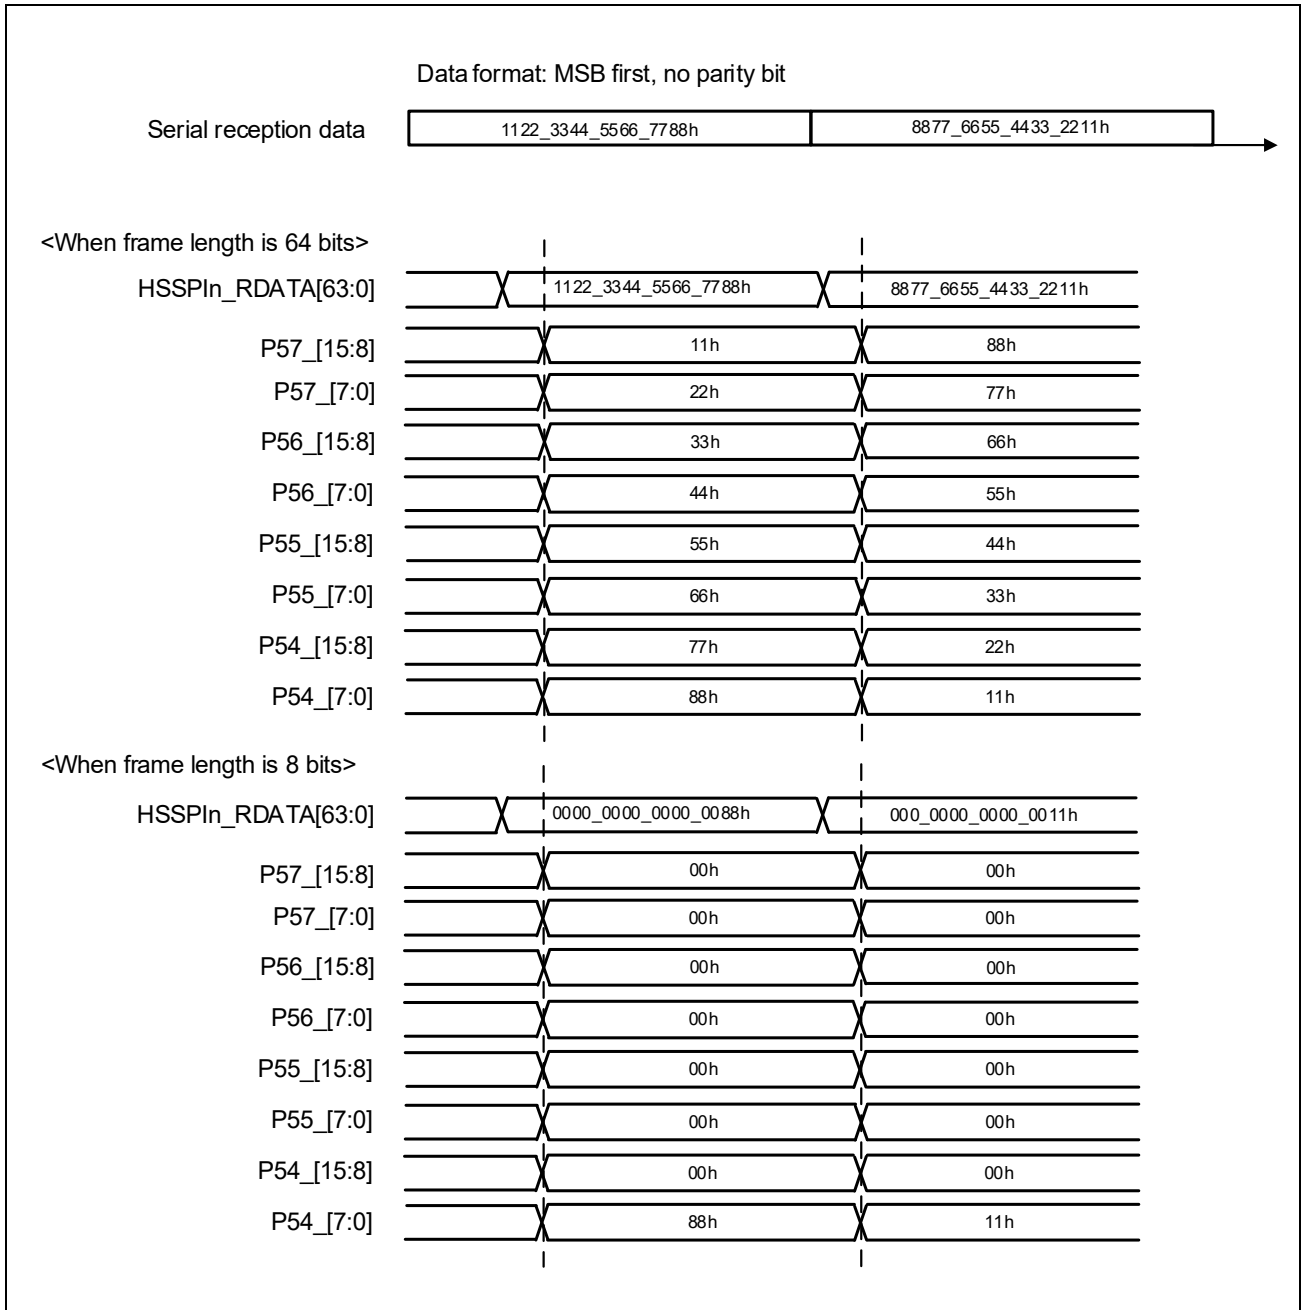 Data format: MSB first, no parity bit
Serial reception data 1122_3344_5566_7788h 8877_6655_4433_2211h
<When frame length is 64 bits>
HSSPIn_RDATA[63:0] 1122_3344_5566_7788h 8877_6655_4433_2211h
P57_[15:8] 11h 88h
P57_[7:0] 22h 77h
P56_[15:8] 33h 66h
P56_[7:0] 44h 55h
P55_[15:8] 55h 44h
P55_[7:0] 66h 33h
P54_[15:8] 77h 22h
P54_[7:0] 88h 11h
<When frame length is 8 bits>
HSSPIn_RDATA[63:0] 0000_0000_0000_0088h 000_0000_0000_0011h
P57_[15:8] 00h 00h
P57_[7:0] 00h 00h
P56_[15:8] 00h 00h
P56_[7:0] 00h 00h
P55_[15:8] 00h 00h
P55_[7:0] 00h 00h
P54_[15:8] 00h 00h
P54_[7:0] 88h 11h